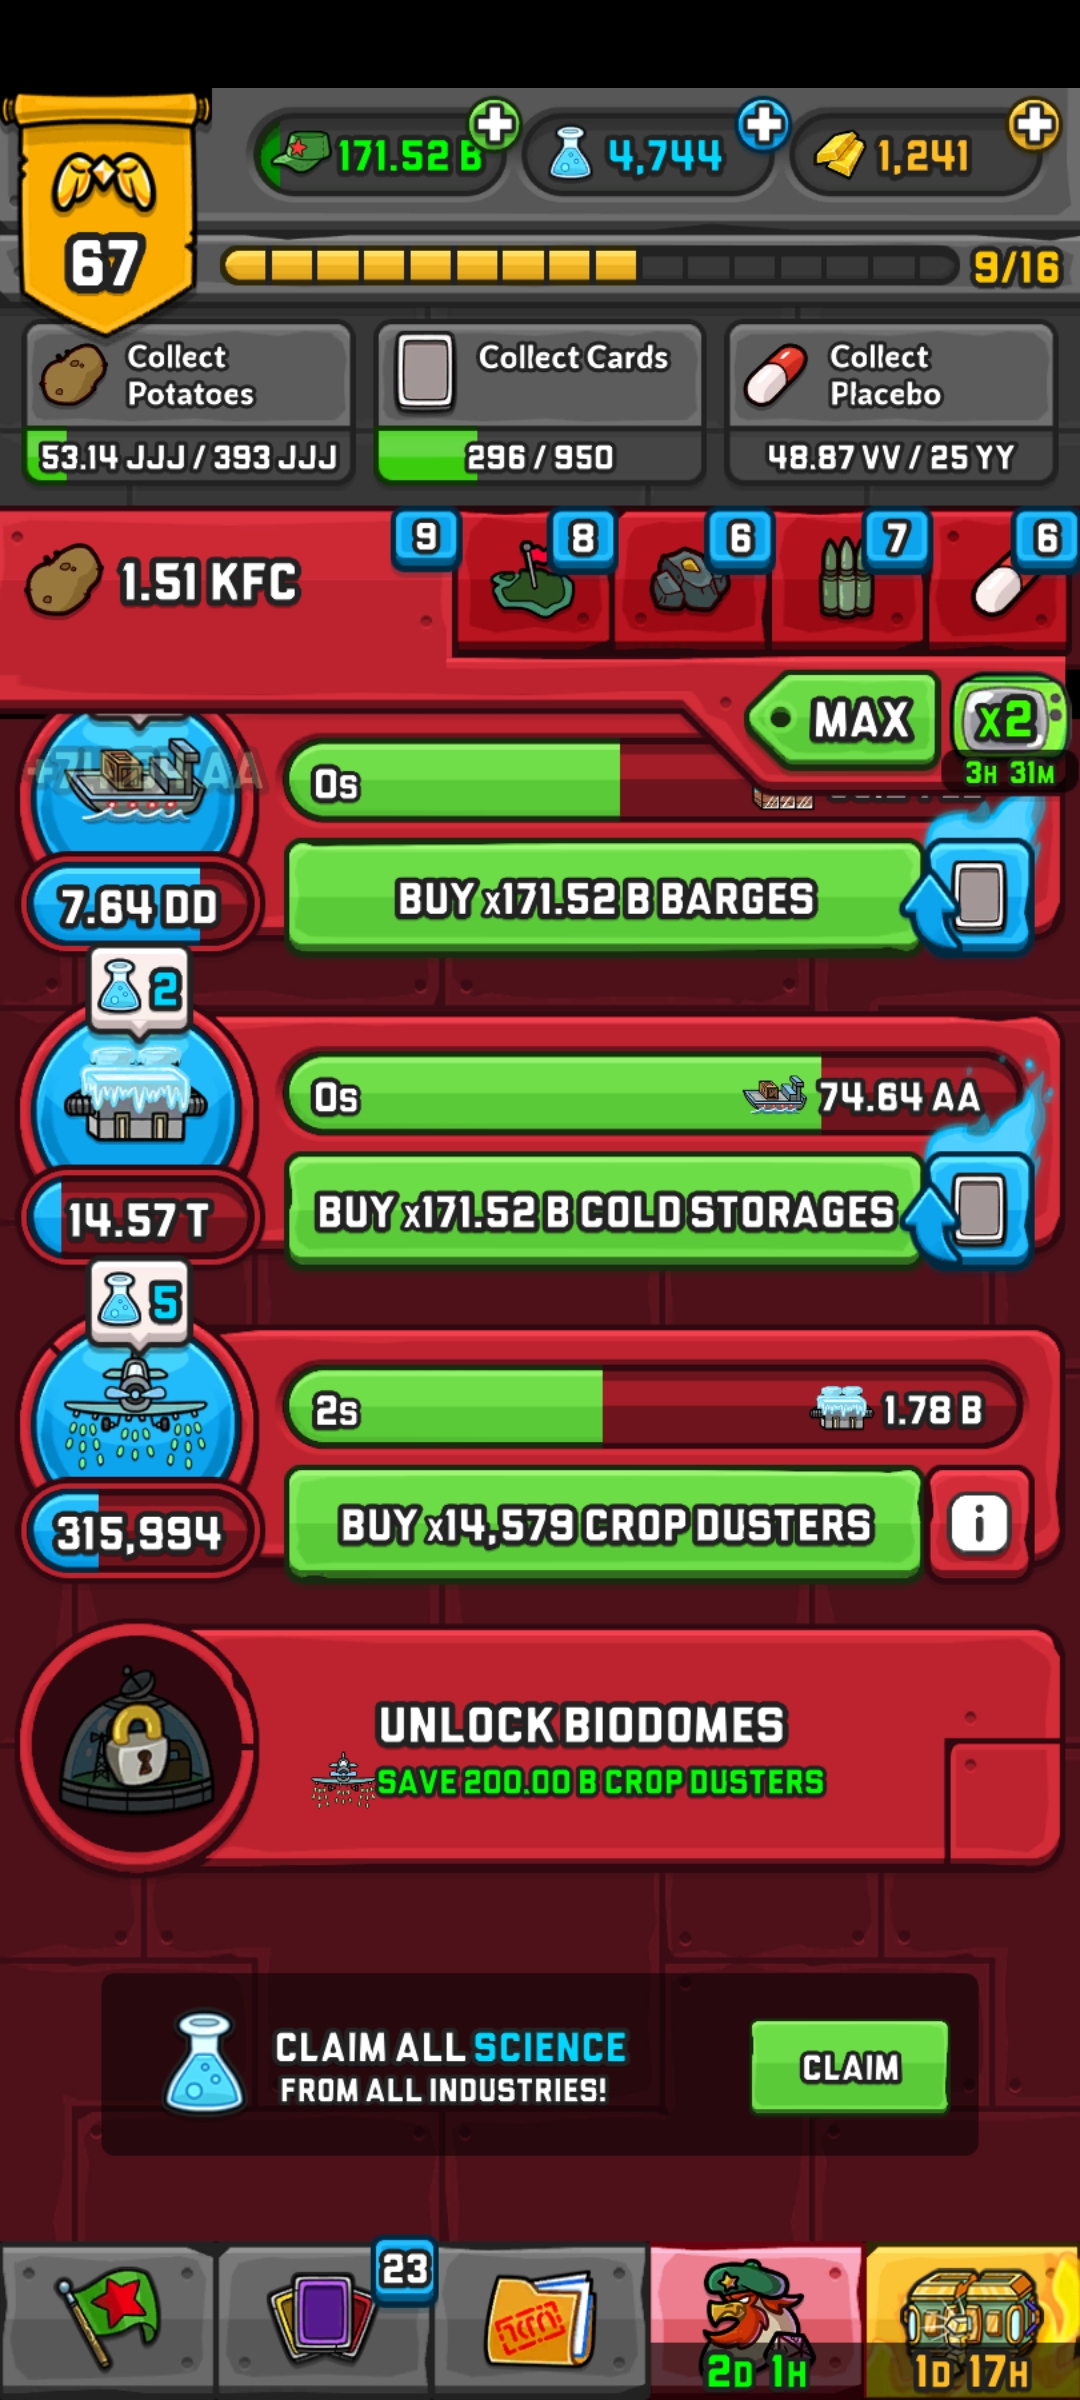 171.52 B
4,744
1,241
67
9/16
Collect
Potatoes
53.14 JJJ / 393 JJJ
Collect Cards
296 / 950
Collect
Placebo
48.87 VV / 25 YY
1.51 KFC
9
8
6
7
6
MAX
x2
3H 31M
0s
7.64 DD
BUY x171.52 B BARGES
2
0s
74.64 AA
14.57 T
BUY x171.52 B COLD STORAGES
5
2s
1.78 B
315,994
BUY x14,579 CROP DUSTERS
i
UNLOCK BIODOMES
SAVE 200.00 B CROP DUSTERS
CLAIM ALL SCIENCE
FROM ALL INDUSTRIES!
CLAIM
23
2D 1H
1D 17H